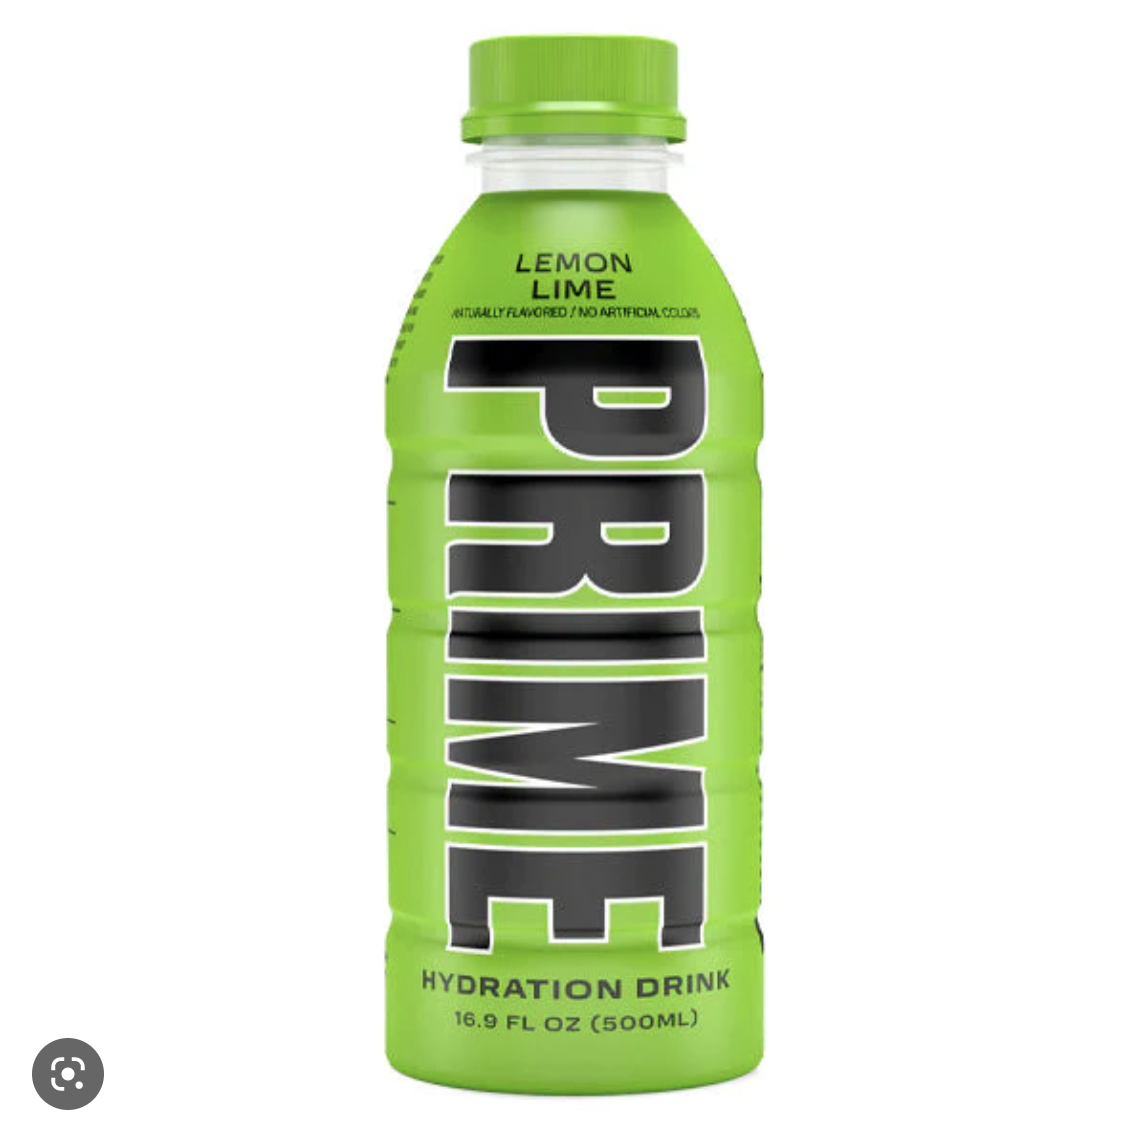 LEMON
LIME
NATURALLY FLAVORED / NO ARTIFICIAL COLORS
PRIME
HYDRATION DRINK
16.9 FL OZ (500ML)